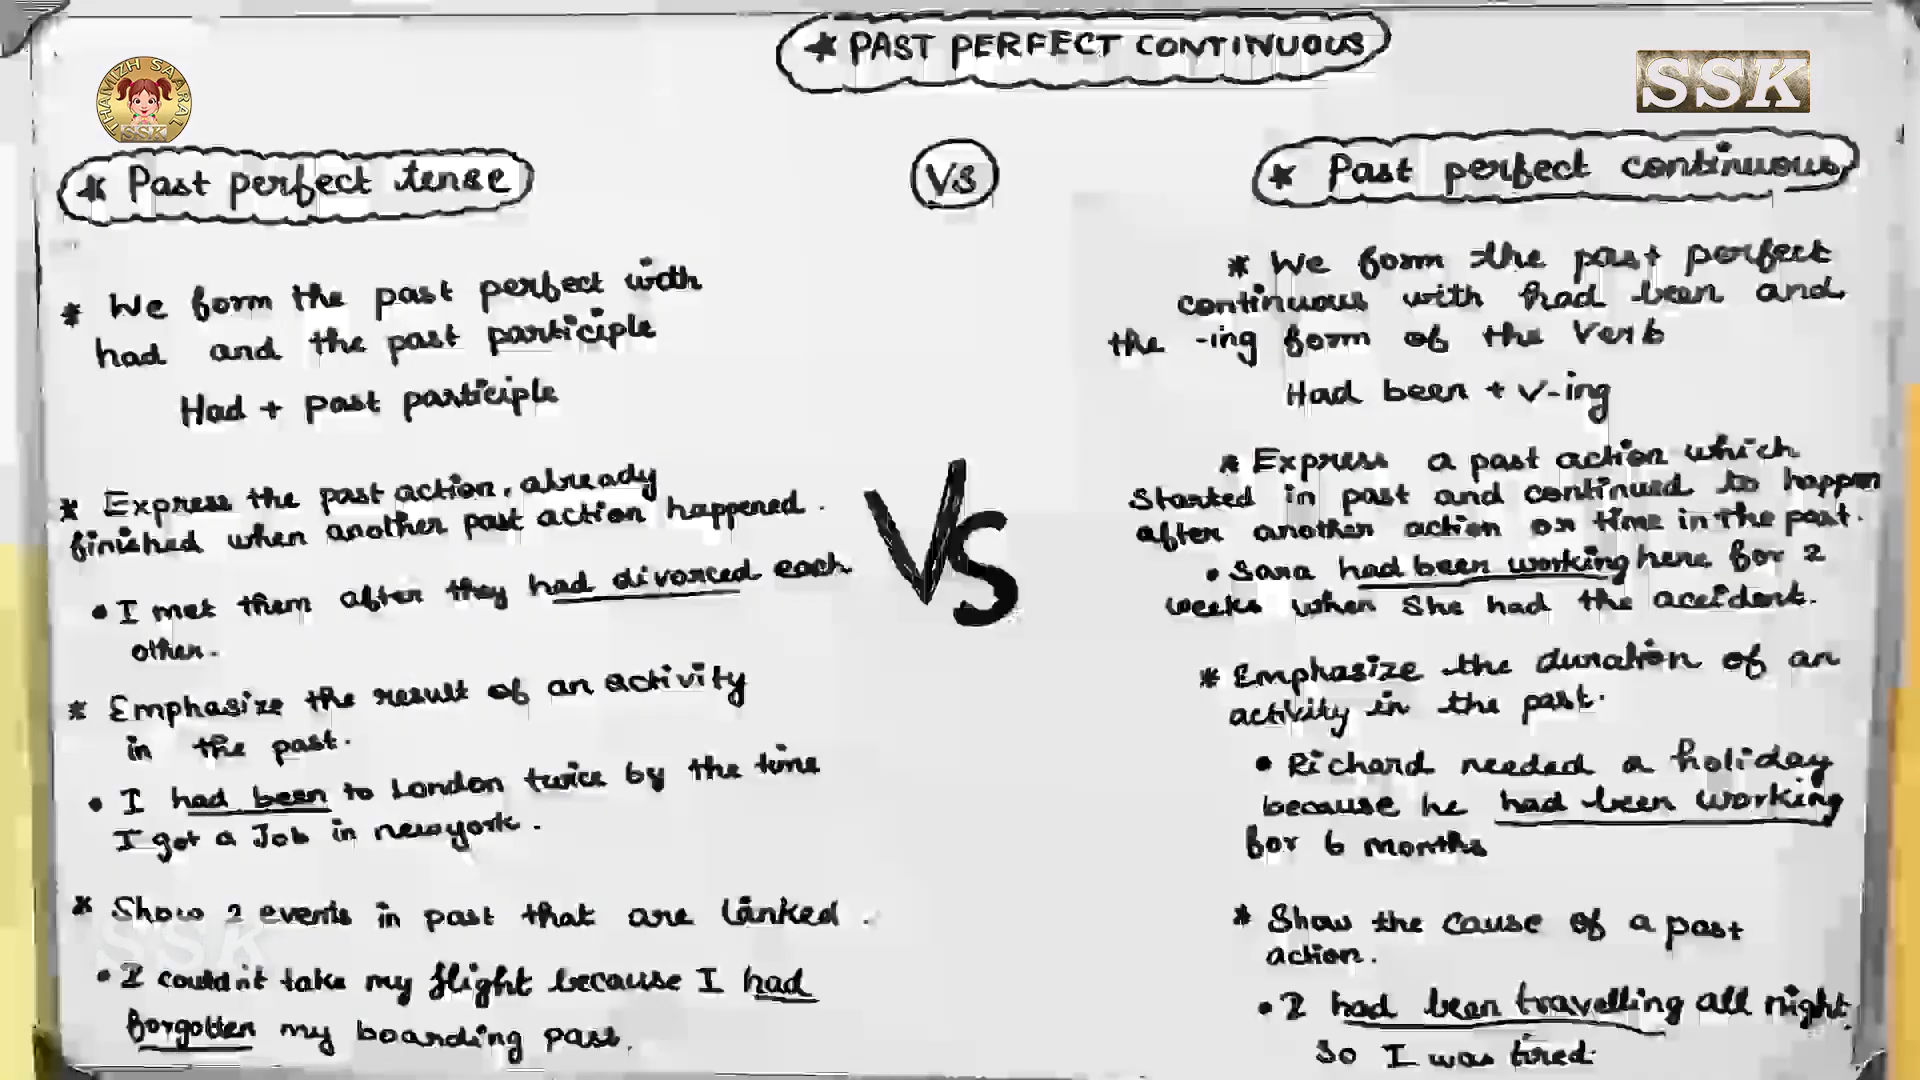 * PAST PERFECT CONTINUOUS
THAMIZH SAARAL
SSK
SSK
* Past perfect tense
VS
* Past perfect continuous
* We form the past perfect with
had and the past participle
Had + past participle
* Express the past action, already
finished when another past action happened.
• I met them after they had divorced each
other.
* Emphasize the result of an activity
in the past.
• I had been to London twice by the time
I got a Job in newyork.
* Show 2 events in past that are linked.
SSK
• I couldn't take my flight because I had
forgotten my boarding past.
VS
* We form the past perfect
continuous with had been and
the -ing form of the Verb
Had been + v-ing
* Express a past action which
Started in past and continued to happen
after another action or time in the past.
• Sara had been working here for 2
weeks when She had the accident.
* Emphasize the duration of an
activity in the past.
• Richard needed a holiday
because he had been working
for 6 months
* Show the cause of a past
action.
• I had been travelling all night
So I was tired.